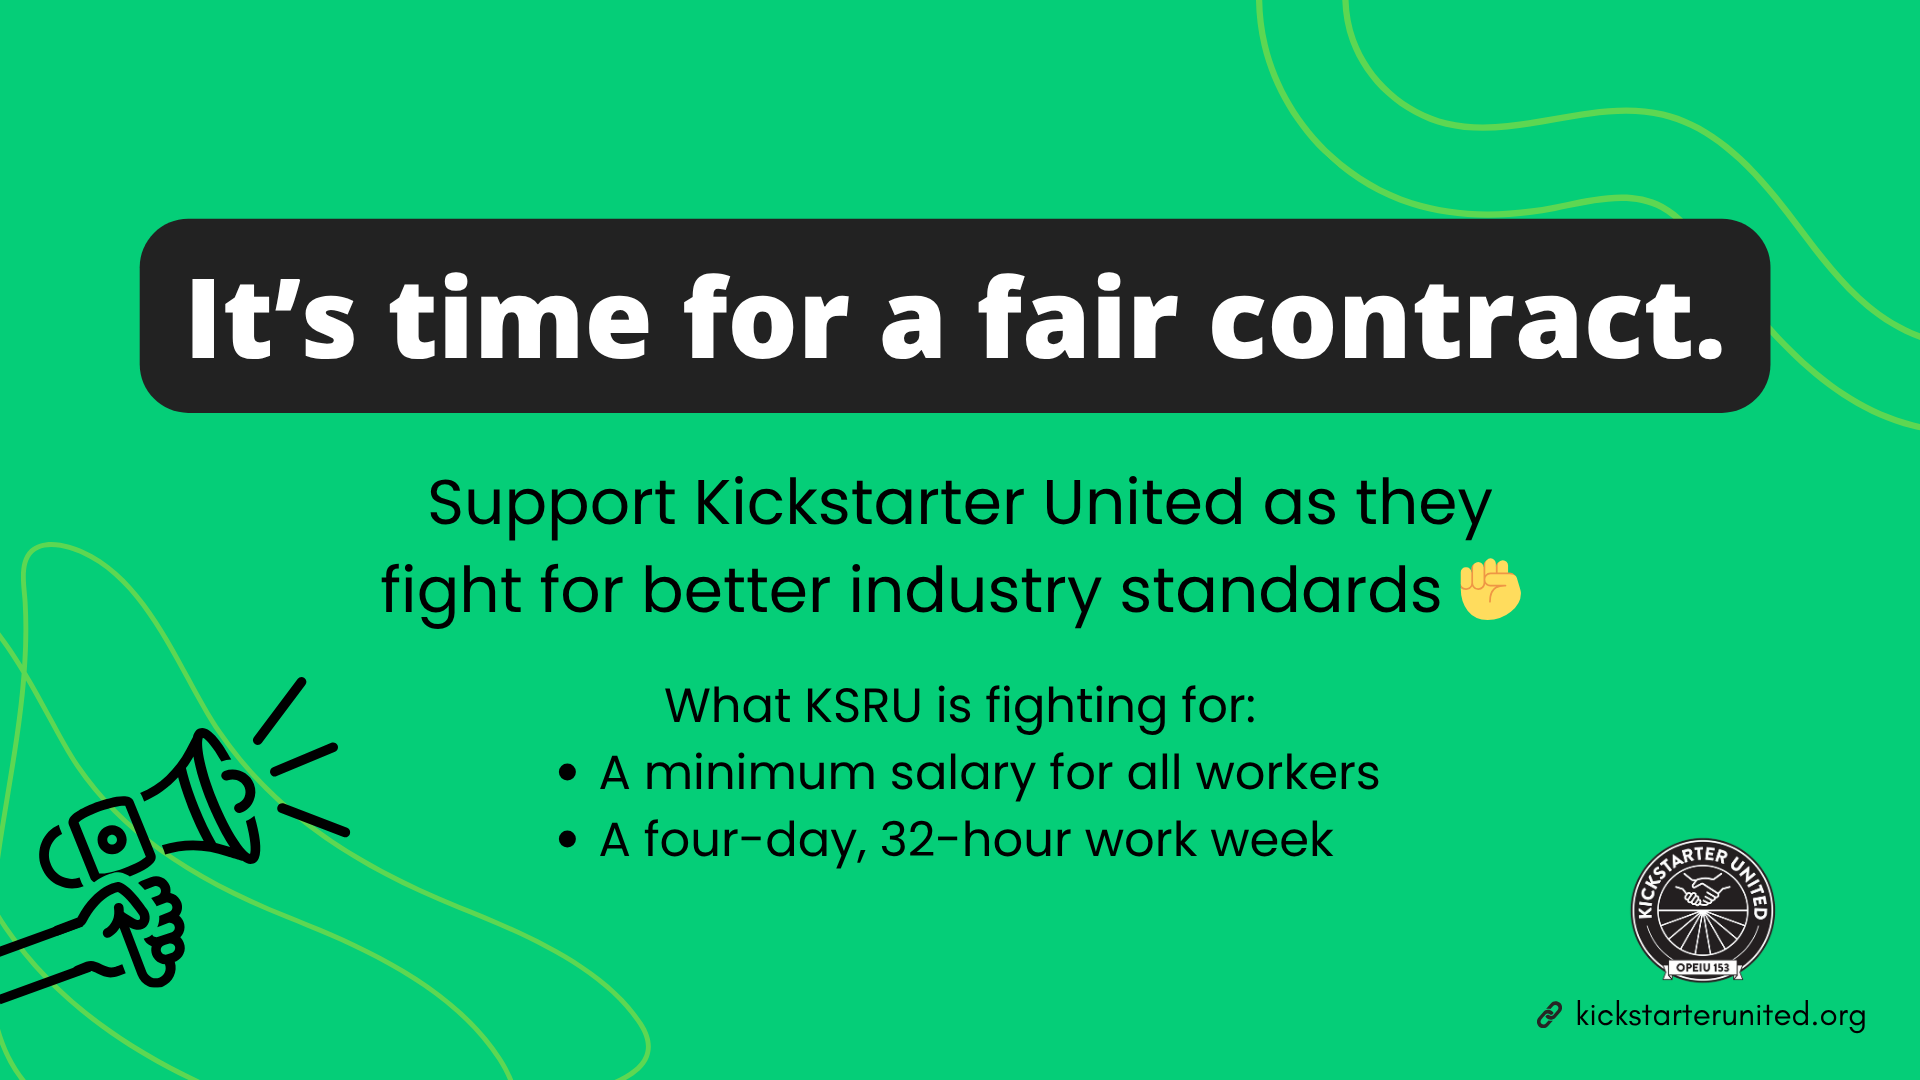 It’s time for a fair contract.
Support Kickstarter United as they
fight for better industry standards ✊
What KSRU is fighting for:
• A minimum salary for all workers
• A four-day, 32-hour work week
KICKSTARTER UNITED
OPEIU 153
kickstarterunited.org